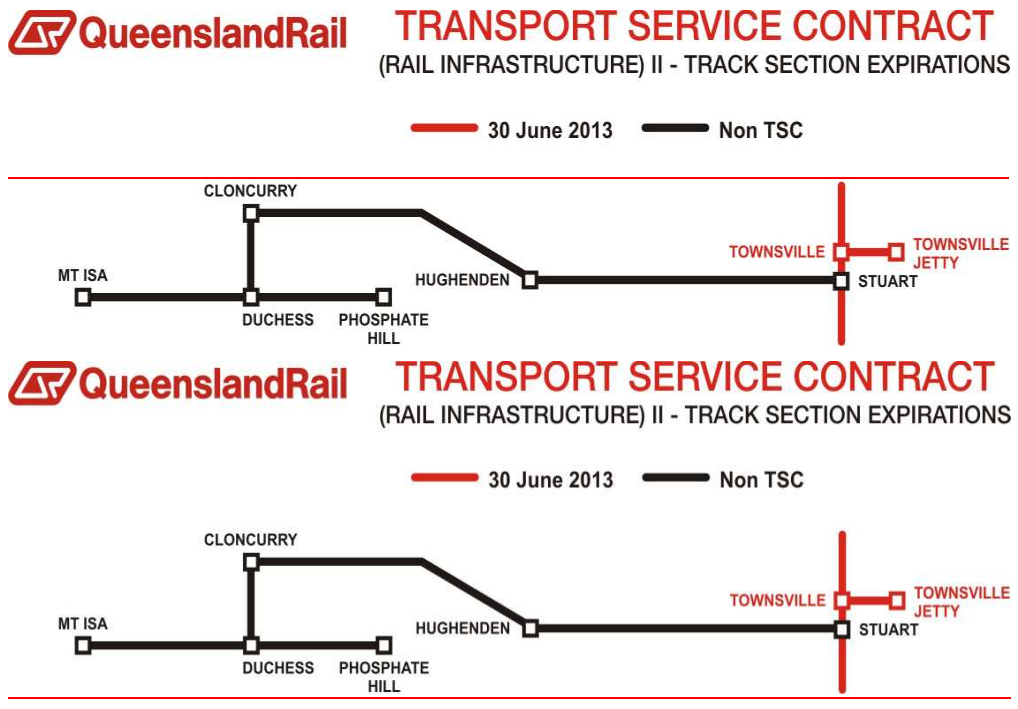 QueenslandRail TRANSPORT SERVICE CONTRACT
(RAIL INFRASTRUCTURE) II - TRACK SECTION EXPIRATIONS
30 June 2013 Non TSC
CLONCURRY
TOWNSVILLE TOWNSVILLE
JETTY
MT ISA HUGHENDEN STUART
DUCHESS PHOSPHATE
HILL
QueenslandRail TRANSPORT SERVICE CONTRACT
(RAIL INFRASTRUCTURE) II - TRACK SECTION EXPIRATIONS
30 June 2013 Non TSC
CLONCURRY
TOWNSVILLE TOWNSVILLE
JETTY
MT ISA HUGHENDEN STUART
DUCHESS PHOSPHATE
HILL